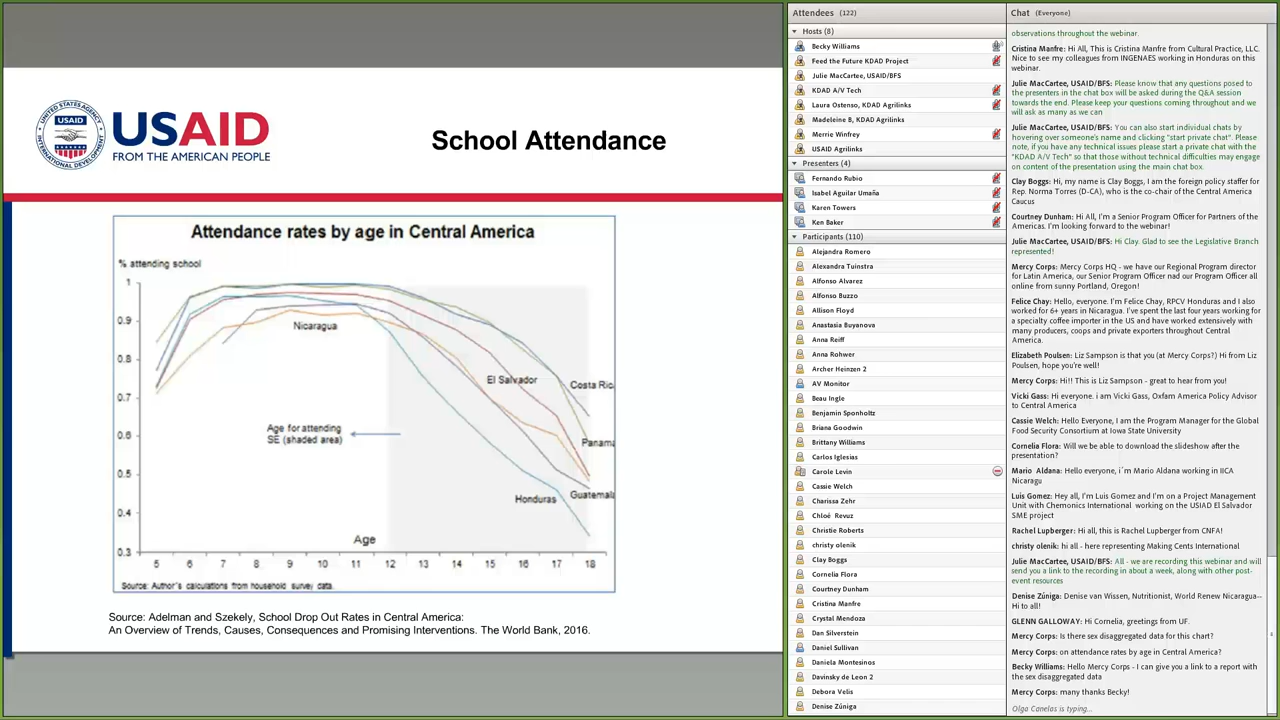 USAID
UNITED STATES AGENCY
INTERNATIONAL DEVELOPMENT
USAID
FROM THE AMERICAN PEOPLE
School Attendance
Attendance rates by age in Central America
% attending school
1
0.9
0.8
0.7
0.6
0.5
0.4
0.3
Nicaragua
El Salvador
Costa Ric
Age for attending
SE (shaded area)
Panama
Honduras
Guatemal
Age
5 6 7 8 9 10 11 12 13 14 15 16 17 18
Source: Author's calculations from household survey data.
Source: Adelman and Szekely, School Drop Out Rates in Central America:
An Overview of Trends, Causes, Consequences and Promising Interventions. The World Bank, 2016.
Attendees (122)
Hosts (8)
Becky Williams
Feed the Future KDAD Project
Julie MacCartee, USAID/BFS
KDAD A/V Tech
Laura Ostenso, KDAD Agrilinks
Madeleine B, KDAD Agrilinks
Merrie Winfrey
USAID Agrilinks
Presenters (4)
Fernando Rubio
Isabel Aguilar Umaña
Karen Towers
Ken Baker
Participants (110)
Alejandra Romero
Alexandra Tuinstra
Alfonso Alvarez
Alfonso Buzzo
Allison Floyd
Anastasia Buyanova
Anna Reiff
Anna Rohwer
Archer Heinzen 2
AV Monitor
Beau Ingle
Benjamin Sponholtz
Briana Goodwin
Brittany Williams
Carlos Iglesias
Carole Levin
Cassie Welch
Charissa Zehr
Chloé Revuz
Christie Roberts
christy olenik
Clay Boggs
Cornelia Flora
Courtney Dunham
Cristina Manfre
Crystal Mendoza
Dan Silverstein
Daniel Sullivan
Daniela Montesinos
Davinsky de Leon 2
Debora Velis
Denise Zúniga
Chat (Everyone)
observations throughout the webinar.
Cristina Manfre: Hi All, This is Cristina Manfre from Cultural Practice, LLC.
Nice to see my colleagues from INGENAES working in Honduras on this
webinar.
Julie MacCartee, USAID/BFS: Please know that any questions posed to
the presenters in the chat box will be asked during the Q&A session
towards the end. Please keep your questions coming throughout and we
will ask as many as we can
Julie MacCartee, USAID/BFS: You can also start individual chats by
hovering over someone's name and clicking "start private chat". Please
note, if you have any technical issues please start a private chat with the
"KDAD A/V Tech" so that those without technical difficulties may engage
on content of the presentation using the main chat box.
Clay Boggs: Hi, my name is Clay Boggs, I am the foreign policy staffer for
Rep. Norma Torres (D-CA), who is the co-chair of the Central America
Caucus
Courtney Dunham: Hi All, I'm a Senior Program Officer for Partners of the
Americas. I'm looking forward to the webinar!
Julie MacCartee, USAID/BFS: Hi Clay. Glad to see the Legislative Branch
represented!
Mercy Corps: Mercy Corps HQ - we have our Regional Program director
for Latin America, our Senior Program Officer nad our Program Officer all
online from sunny Portland, Oregon!
Felice Chay: Hello, everyone. I'm Felice Chay, RPCV Honduras and I also
worked for 6+ years in Nicaragua. I've spent the last four years working for
a specialty coffee importer in the US and have worked extensively with
many producers, coops and private exporters throughout Central
America.
Elizabeth Poulsen: Liz Sampson is that you (at Mercy Corps?) Hi from Liz
Poulsen, hope you're well!
Mercy Corps: Hi!! This is Liz Sampson - great to hear from you!
Vicki Gass: Hi everyone. i am Vicki Gass, Oxfam America Policy Advisor
to Central America
Cassie Welch: Hello Everyone, I am the Program Manager for the Global
Food Security Consortium at Iowa State University
Cornelia Flora: Will we be able to download the slideshow after the
presentation?
Mario Aldana: Hello everyone, i´m Mario Aldana working in IICA
Nicaragu
Luis Gomez: Hey all, I'm Luis Gomez and I'm on a Project Management
Unit with Chemonics International working on the USIAD El Salvador
SME project
Rachel Lupberger: Hi all, this is Rachel Lupberger from CNFA!
christy olenik: hi all - here representing Making Cents International
Julie MacCartee, USAID/BFS: All - we are recording this webinar and will
send you a link to the recording in about a week, along with other post-
event resources
Denise Zúniga: Denise van Wissen, Nutritionist, World Renew Nicaragua--
Hi to all!
GLENN GALLOWAY: Hi Cornelia, greetings from UF.
Mercy Corps: Is there sex disaggregated data for this chart?
Mercy Corps: on attendance rates by age in Central America?
Becky Williams: Hello Mercy Corps - I can give you a link to a report with
the sex disaggregated data
Mercy Corps: many thanks Becky!
Olga Canelas is typing...